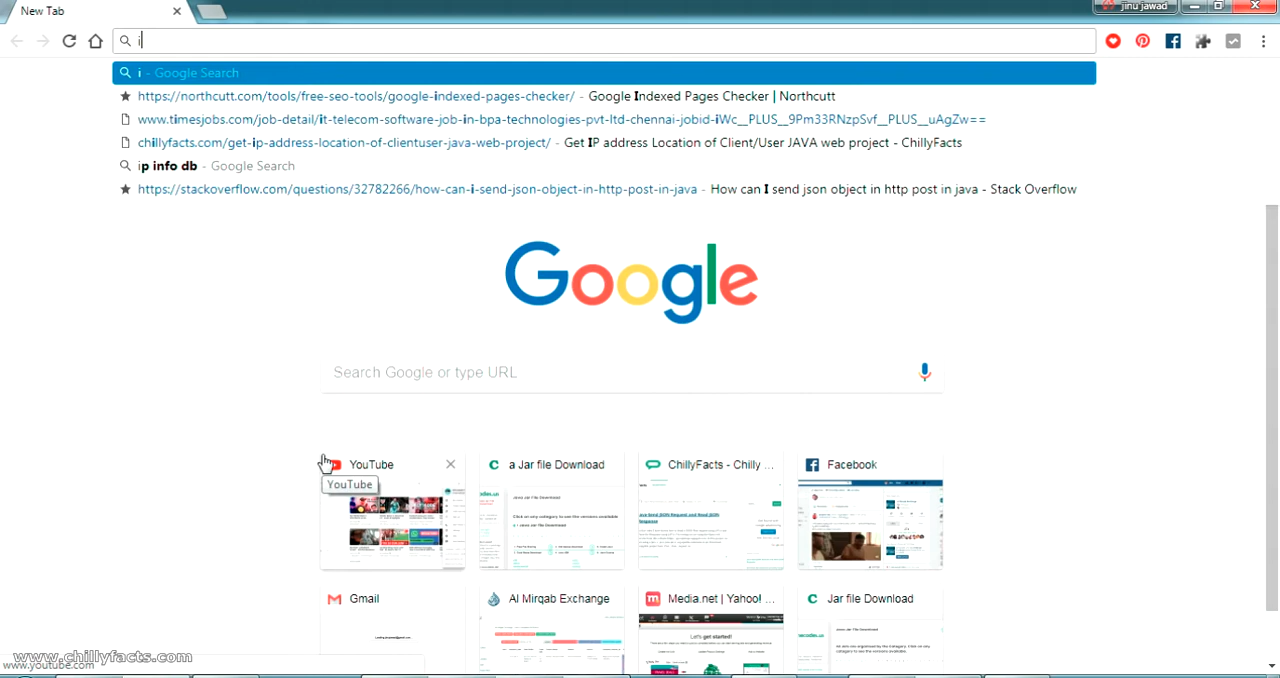 New Tab
jinu jawad
i
i - Google Search
https://northcutt.com/tools/free-seo-tools/google-indexed-pages-checker/ - Google Indexed Pages Checker | Northcutt
www.timesjobs.com/job-detail/it-telecom-software-job-in-bpa-technologies-pvt-ltd-chennai-jobid-iWc__PLUS__9Pm33RNzpSvf__PLUS__uAgZw==
chillyfacts.com/get-ip-address-location-of-clientuser-java-web-project/ - Get IP address Location of Client/User JAVA web project - ChillyFacts
ip info db - Google Search
https://stackoverflow.com/questions/32782266/how-can-i-send-json-object-in-http-post-in-java - How can I send json object in http post in java - Stack Overflow
Google
Search Google or type URL
YouTube
a Jar file Download
ChillyFacts - Chilly ...
Facebook
YouTube
Gmail
Al Mirqab Exchange
Media.net | Yahoo! ...
Jar file Download
Let's get started!
www.chillyfacts.com
www.youtube.com